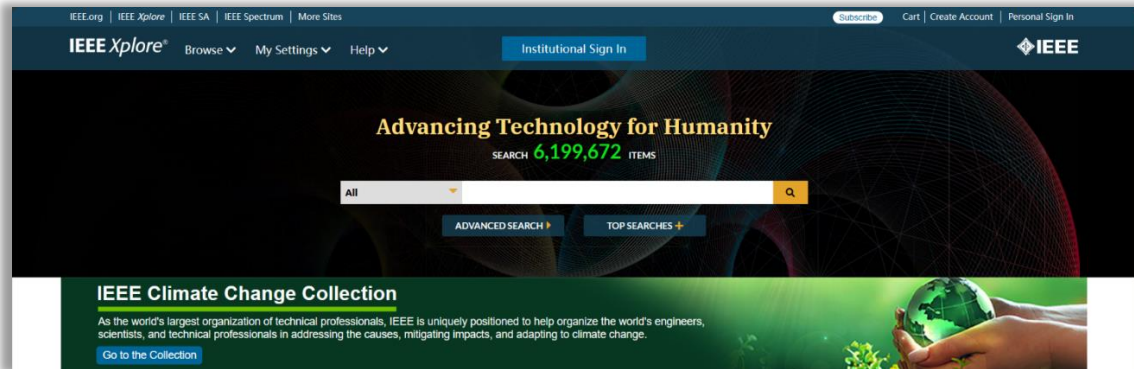 IEEE.org | IEEE Xplore | IEEE SA | IEEE Spectrum | More Sites
Subscribe
Cart | Create Account | Personal Sign In
IEEE Xplore®
Browse
My Settings
Help
Institutional Sign In
IEEE
Advancing Technology for Humanity
SEARCH 6,199,672 ITEMS
All
ADVANCED SEARCH
TOP SEARCHES
IEEE Climate Change Collection
As the world's largest organization of technical professionals, IEEE is uniquely positioned to help organize the world's engineers,
scientists, and technical professionals in addressing the causes, mitigating impacts, and adapting to climate change.
Go to the Collection